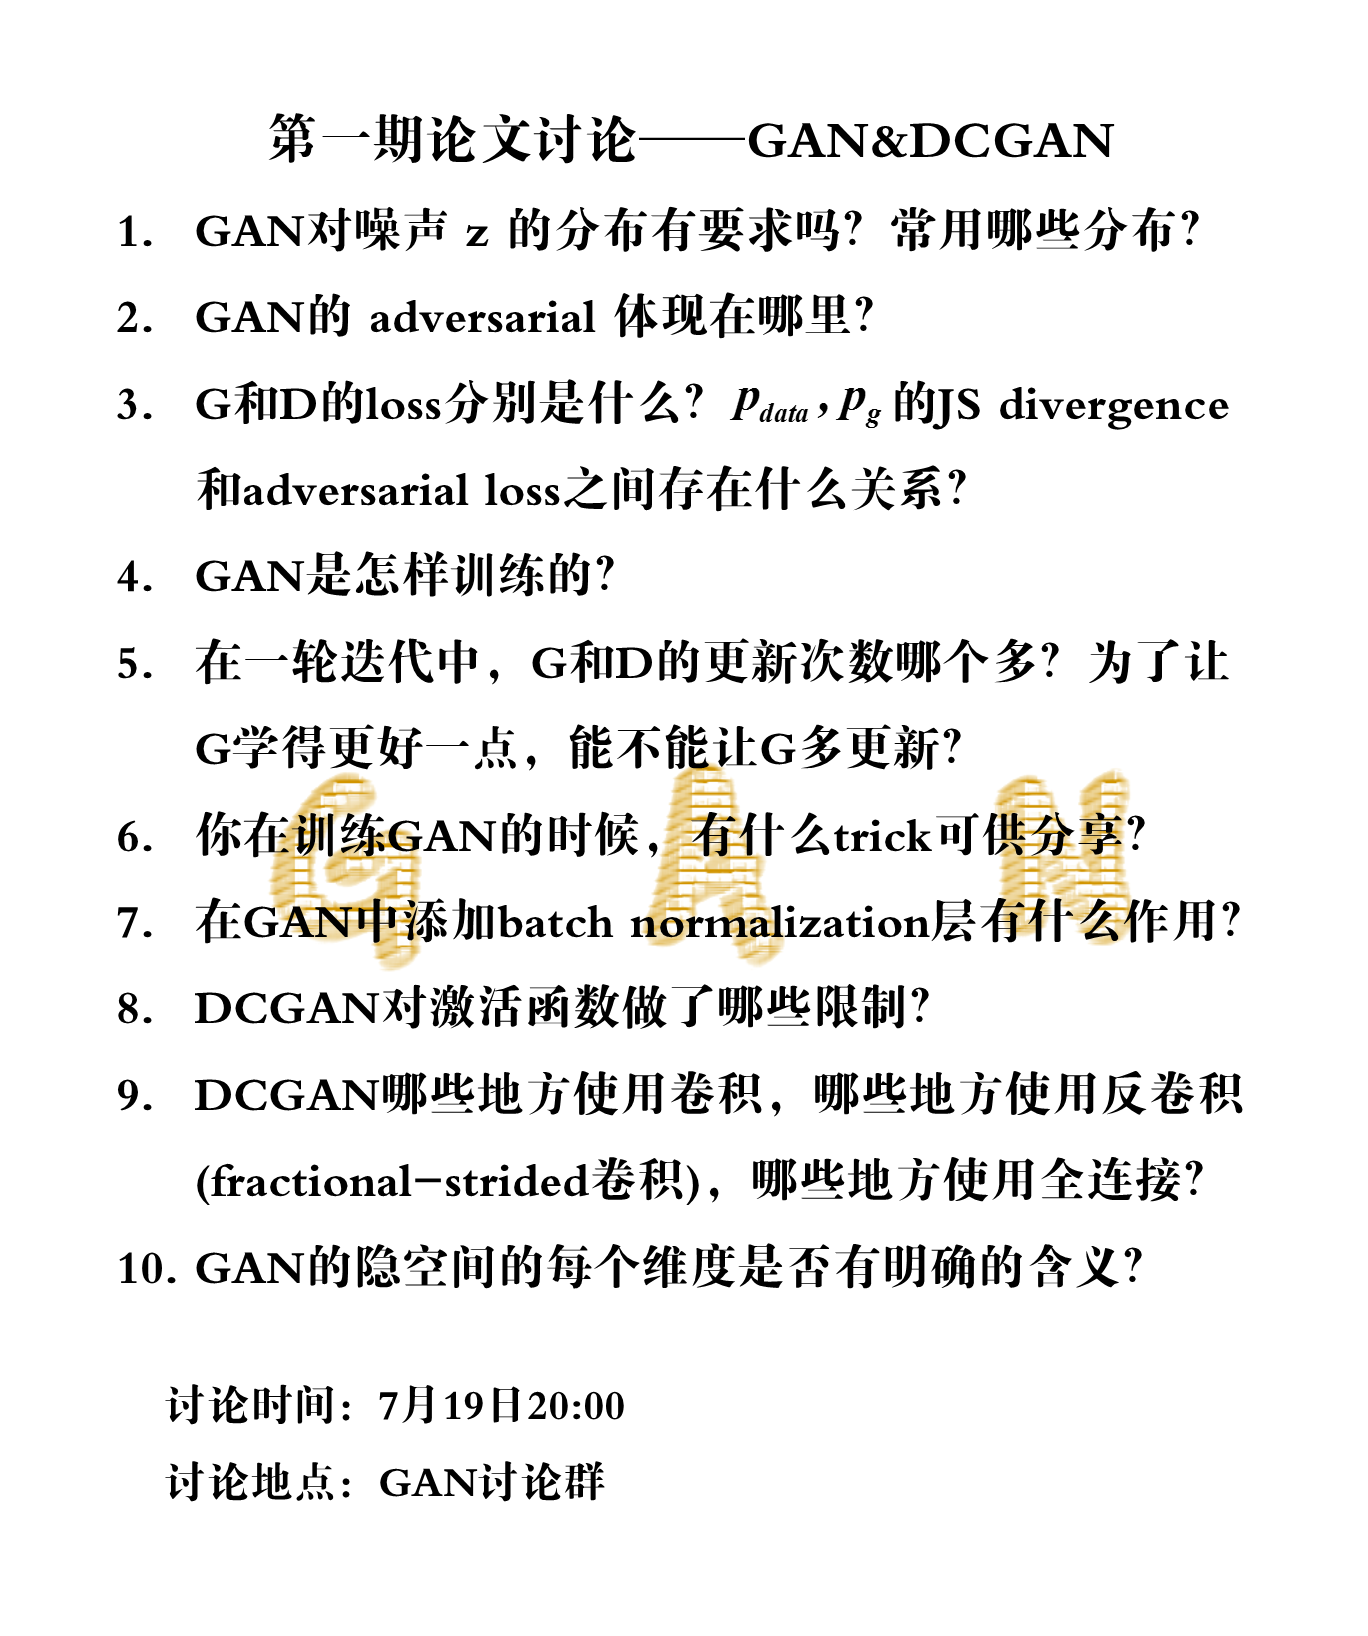 第一期论文讨论——GAN&DCGAN
1. GAN对噪声 z 的分布有要求吗？常用哪些分布？
2. GAN的 adversarial 体现在哪里？
3. G和D的loss分别是什么？p_data, p_g 的JS divergence
和adversarial loss之间存在什么关系？
4. GAN是怎样训练的？
5. 在一轮迭代中，G和D的更新次数哪个多？为了让
G学得更好一点，能不能让G多更新？
GAN
6. 你在训练GAN的时候，有什么trick可供分享？
7. 在GAN中添加batch normalization层有什么作用？
8. DCGAN对激活函数做了哪些限制？
9. DCGAN哪些地方使用卷积，哪些地方使用反卷积
(fractional-strided卷积)，哪些地方使用全连接？
10. GAN的隐空间的每个维度是否有明确的含义？
讨论时间：7月19日20:00
讨论地点：GAN讨论群